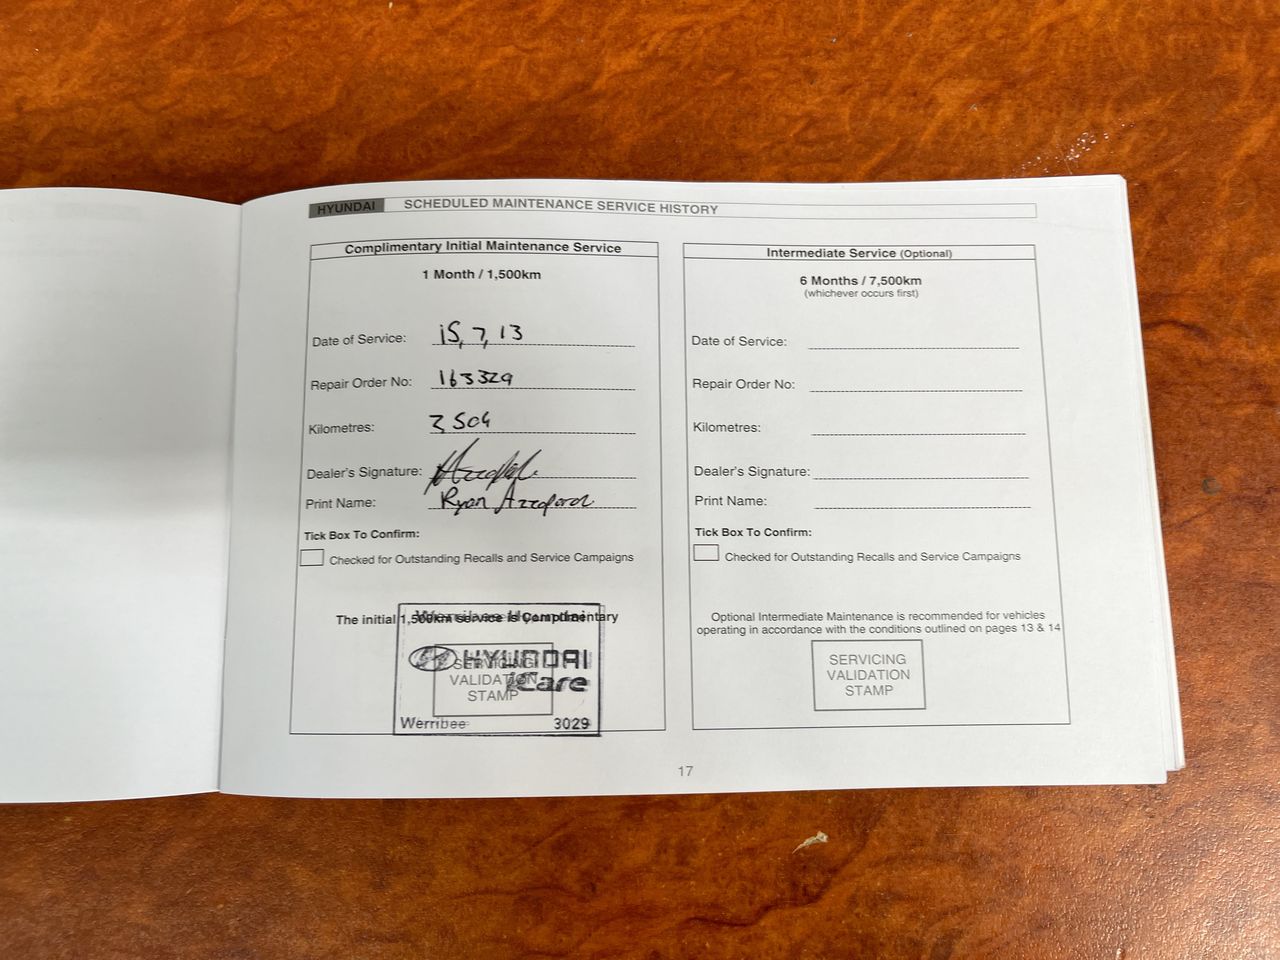 HYUNDAI SCHEDULED MAINTENANCE SERVICE HISTORY
Complimentary Initial Maintenance Service
1 Month / 1,500km
Date of Service: 15, 7, 13
Repair Order No: 163329
Kilometres: 3504
Dealer's Signature:
Print Name: Ryan
Tick Box To Confirm:
Checked for Outstanding Recalls and Service Campaigns
The initial 1,500km service is Complimentary
Werribee Hyundai
HYUNDAI
iCare
SERVICING
VALIDATION
STAMP
Werribee 3029
Intermediate Service (Optional)
6 Months / 7,500km
(whichever occurs first)
Date of Service:
Repair Order No:
Kilometres:
Dealer's Signature:
Print Name:
Tick Box To Confirm:
Checked for Outstanding Recalls and Service Campaigns
Optional Intermediate Maintenance is recommended for vehicles
operating in accordance with the conditions outlined on pages 13 & 14
SERVICING
VALIDATION
STAMP
17